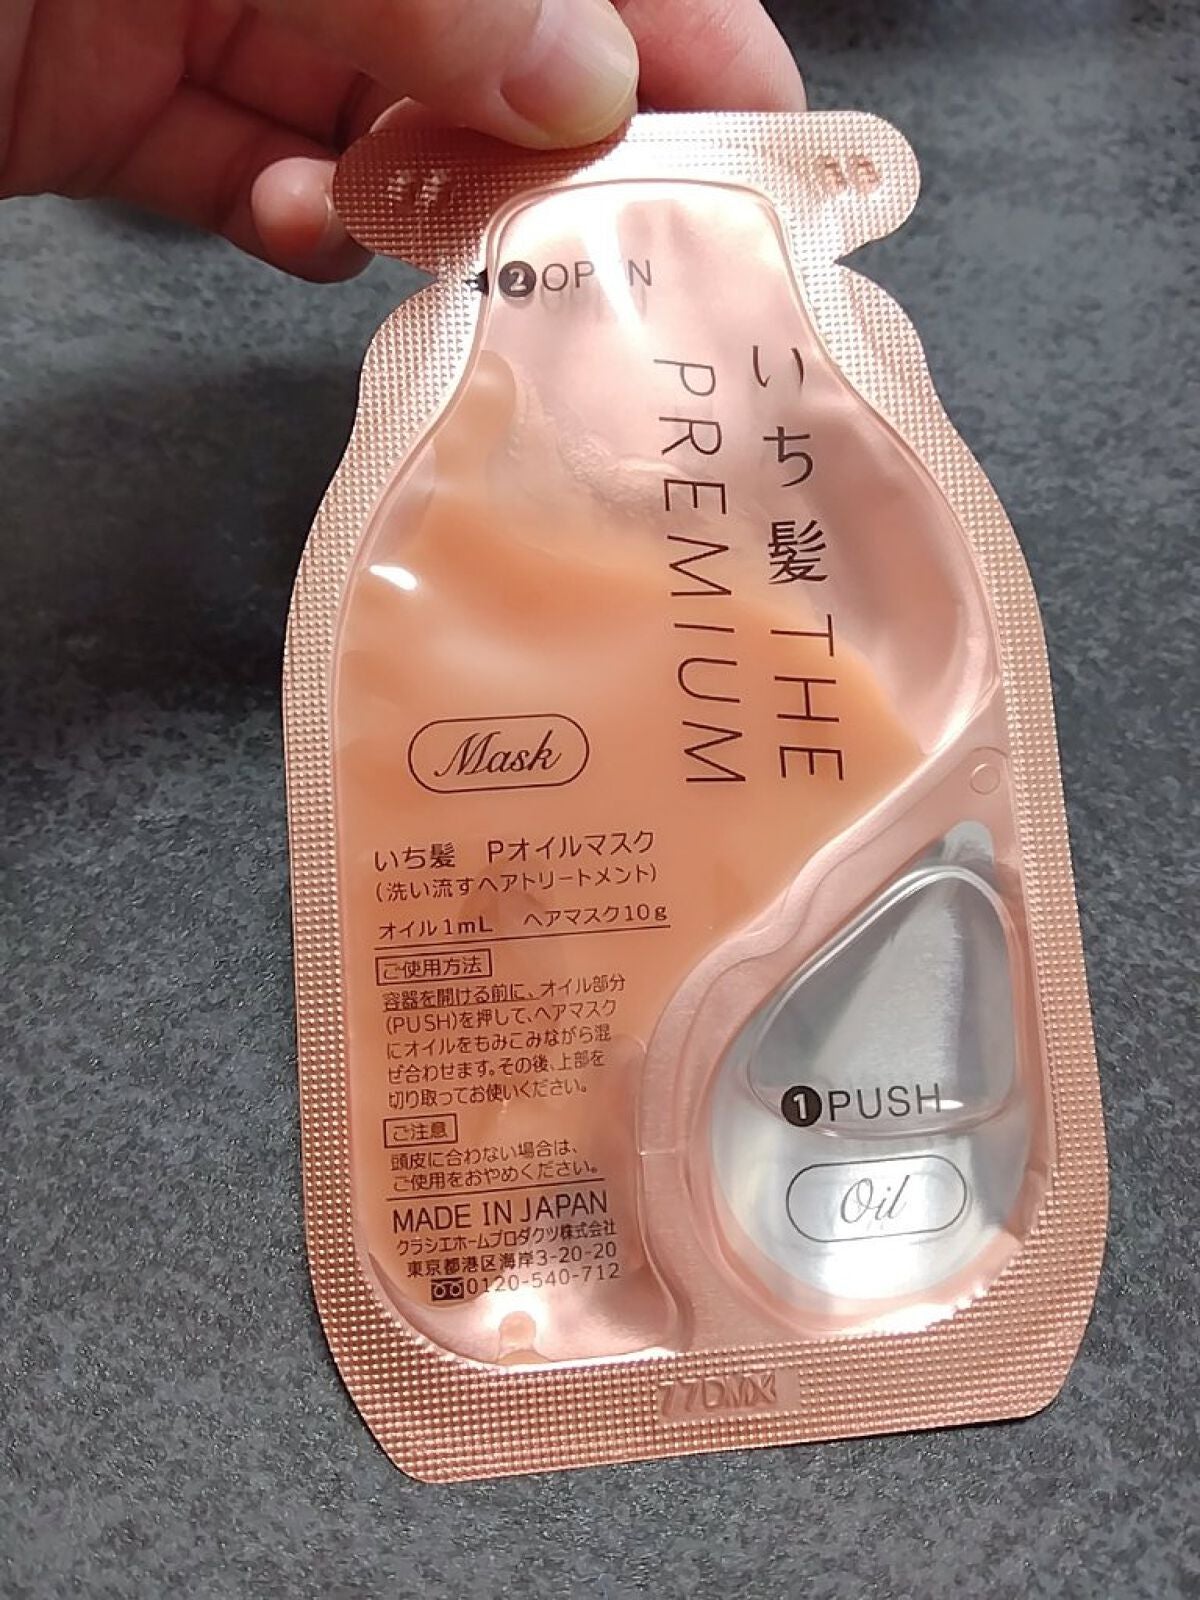 ❷OPEN
いち髪 THE
PREMIUM
Mask
いち髪　Pオイルマスク
(洗い流すヘアトリートメント)
オイル1mL　ヘアマスク10g
ご使用方法
容器を開ける前に、オイル部分
(PUSH)を押して、ヘアマスク
にオイルをもみこみながら混
ぜ合わせます。その後、上部を
切り取ってお使いください。
ご注意
頭皮に合わない場合は、
ご使用をおやめください。
MADE IN JAPAN
クラシエホームプロダクツ株式会社
東京都港区海岸3-20-20
0120-540-712
❶PUSH
Oil